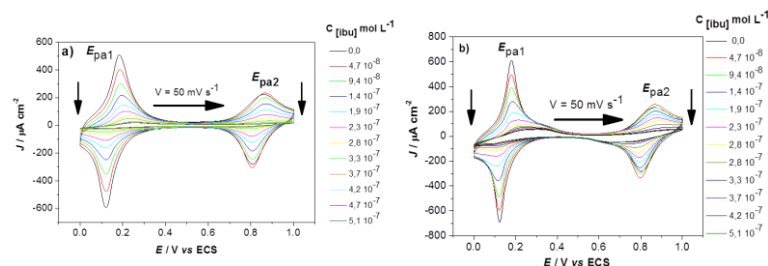 a)
E pa1
E pa2
V = 50 mV s-1
J / µA cm-2
600
400
200
0
-200
-400
-600
0.0 0.2 0.4 0.6 0.8 1.0
E / V vs ECS
C [ibu] mol L-1
0,0
4,7 10-8
9,4 10-8
1,4 10-7
1,9 10-7
2,3 10-7
2,8 10-7
3,3 10-7
3,7 10-7
4,2 10-7
4,7 10-7
5,1 10-7
b)
E pa1
E pa2
V = 50 mV s-1
J / µA cm-2
800
600
400
200
0
-200
-400
-600
-800
0.0 0.2 0.4 0.6 0.8 1.0
E / V vs ECS
C [ibu] mol L-1
0,0
4,7 10-8
9,4 10-8
1,4 10-7
1,9 10-7
2,3 10-7
2,8 10-7
2,8 10-7
3,3 10-7
3,7 10-7
4,2 10-7
5,1 10-7